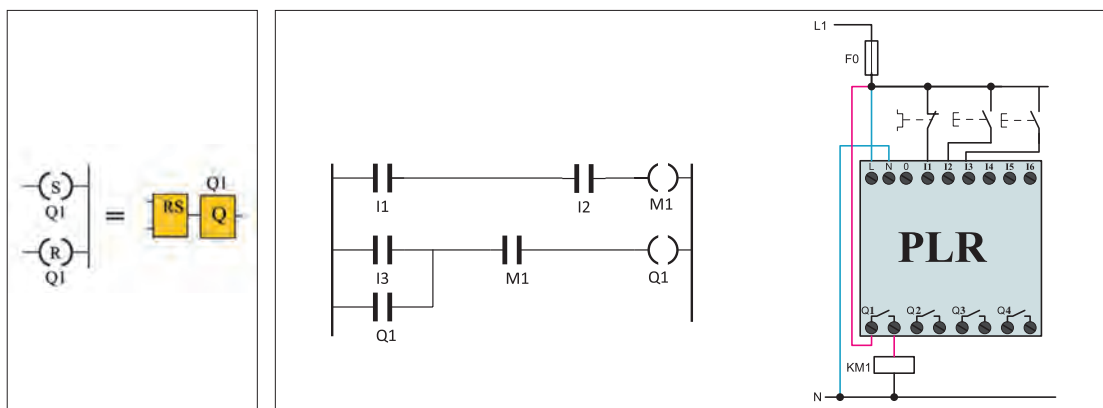 S
Q1
R
Q1
=
RS
Q1
Q
I1
I2
M1
I3
M1
Q1
Q1
L1
F0
L N 0 I1 I2 I3 I4 I5 I6
PLR
Q1 Q2 Q3 Q4
KM1
N